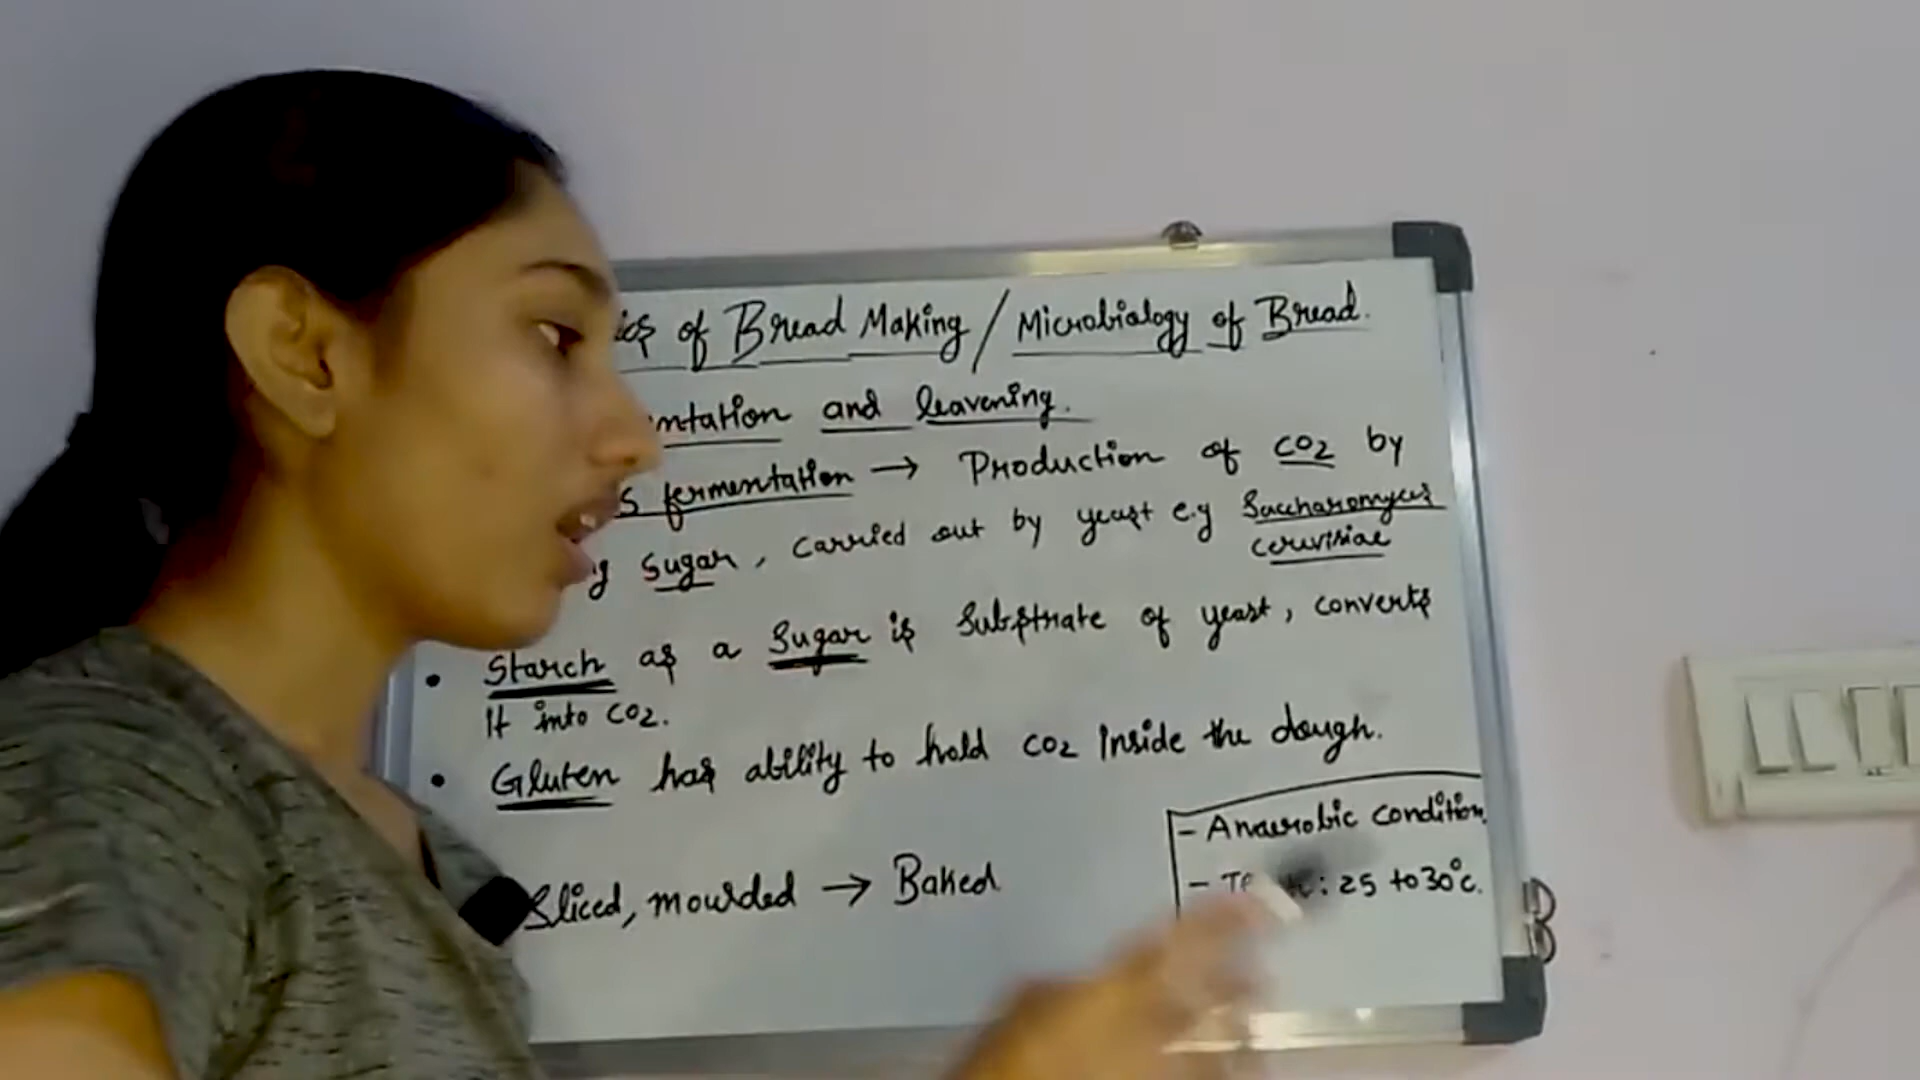 of Bread Making / Microbialogy of Bread.
and leavening.
fermentation → Production of CO2 by
Sugar, carried out by yeast e.g Saccharomyces
cerevisiae
• Starch as a Sugar is Substrate of yeast, converts
It into CO2.
• Gluten has ability to hold CO2 Inside the dough.
- Anaerobic condition.
Sliced, moulded → Baked
: 25 to 30°c.